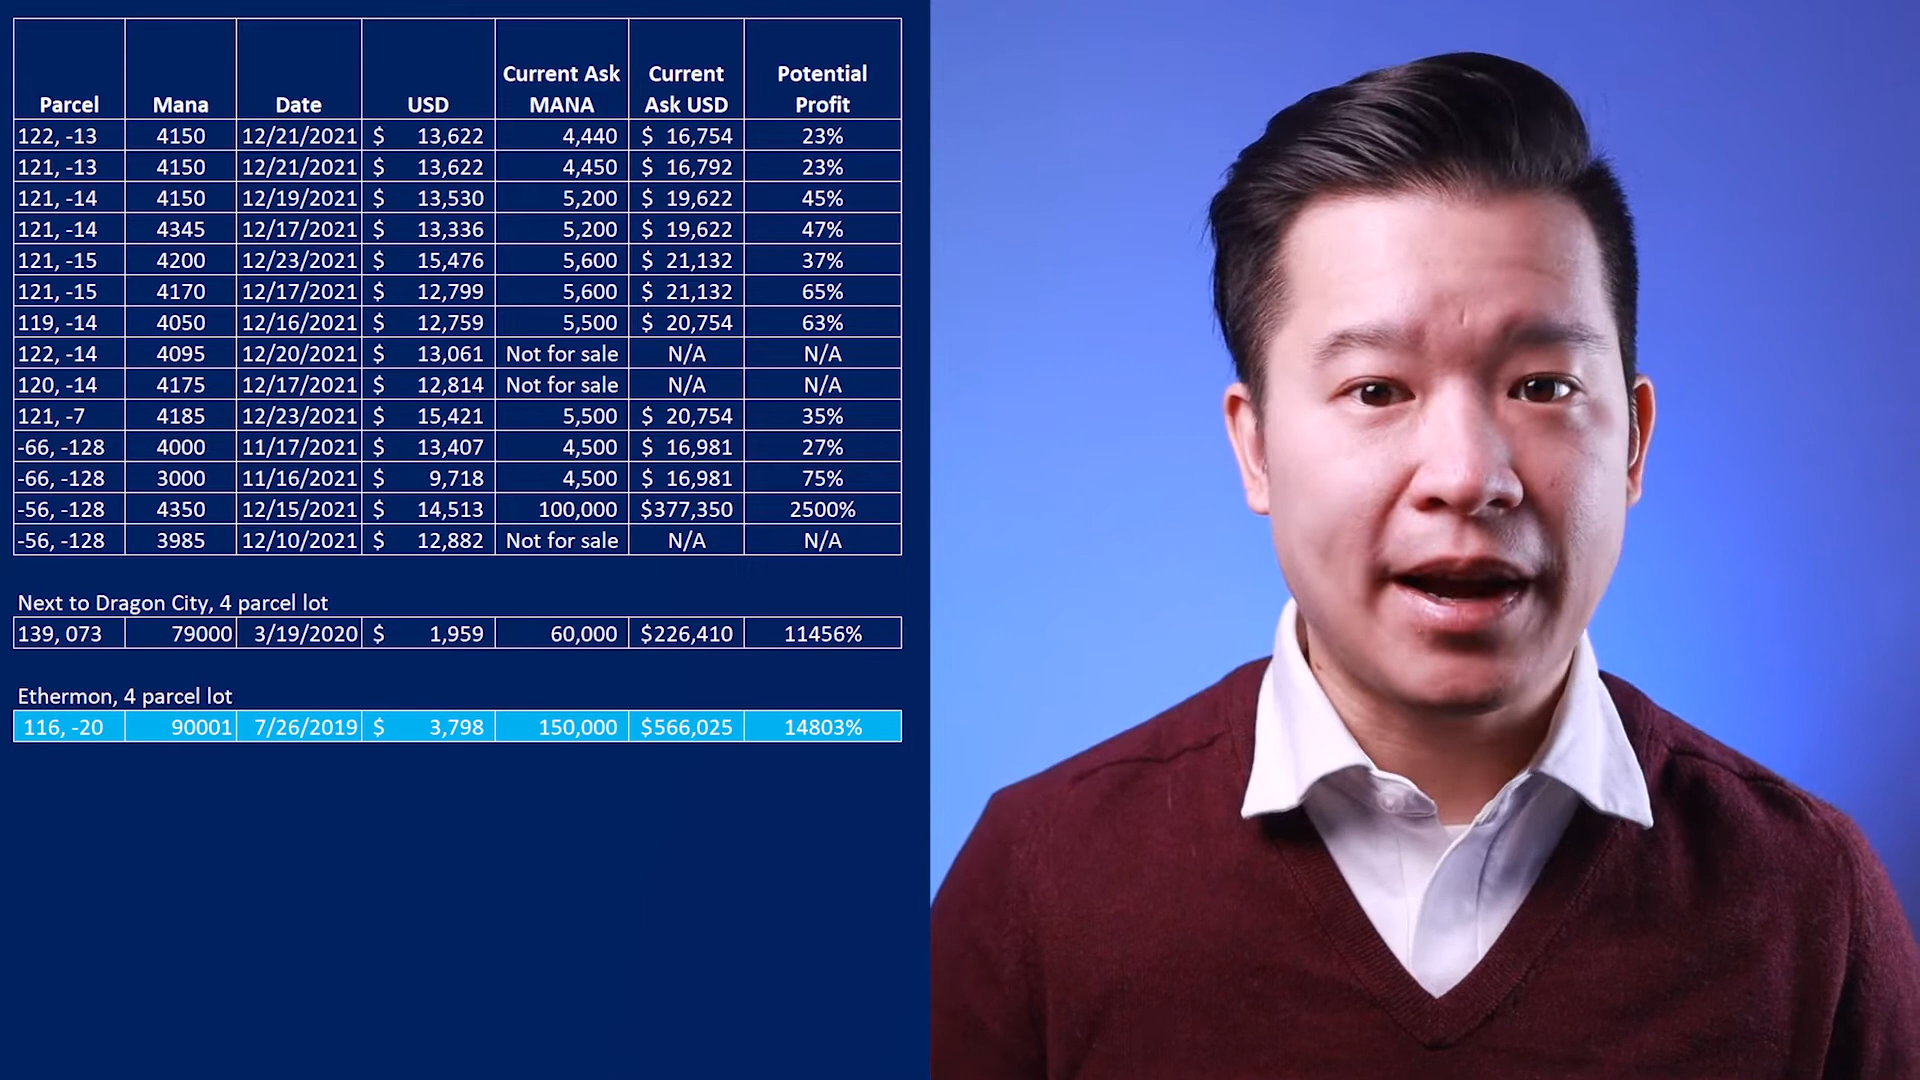 Parcel Mana Date USD Current Ask MANA Current Ask USD Potential Profit
122, -13 4150 12/21/2021 $ 13,622 4,440 $ 16,754 23%
121, -13 4150 12/21/2021 $ 13,622 4,450 $ 16,792 23%
121, -14 4150 12/19/2021 $ 13,530 5,200 $ 19,622 45%
121, -14 4345 12/17/2021 $ 13,336 5,200 $ 19,622 47%
121, -15 4200 12/23/2021 $ 15,476 5,600 $ 21,132 37%
121, -15 4170 12/17/2021 $ 12,799 5,600 $ 21,132 65%
119, -14 4050 12/16/2021 $ 12,759 5,500 $ 20,754 63%
122, -14 4095 12/20/2021 $ 13,061 Not for sale N/A N/A
120, -14 4175 12/17/2021 $ 12,814 Not for sale N/A N/A
121, -7 4185 12/23/2021 $ 15,421 5,500 $ 20,754 35%
-66, -128 4000 11/17/2021 $ 13,407 4,500 $ 16,981 27%
-66, -128 3000 11/16/2021 $ 9,718 4,500 $ 16,981 75%
-56, -128 4350 12/15/2021 $ 14,513 100,000 $377,350 2500%
-56, -128 3985 12/10/2021 $ 12,882 Not for sale N/A N/A
Next to Dragon City, 4 parcel lot
139, 073 79000 3/19/2020 $ 1,959 60,000 $226,410 11456%
Ethermon, 4 parcel lot
116, -20 90001 7/26/2019 $ 3,798 150,000 $566,025 14803%